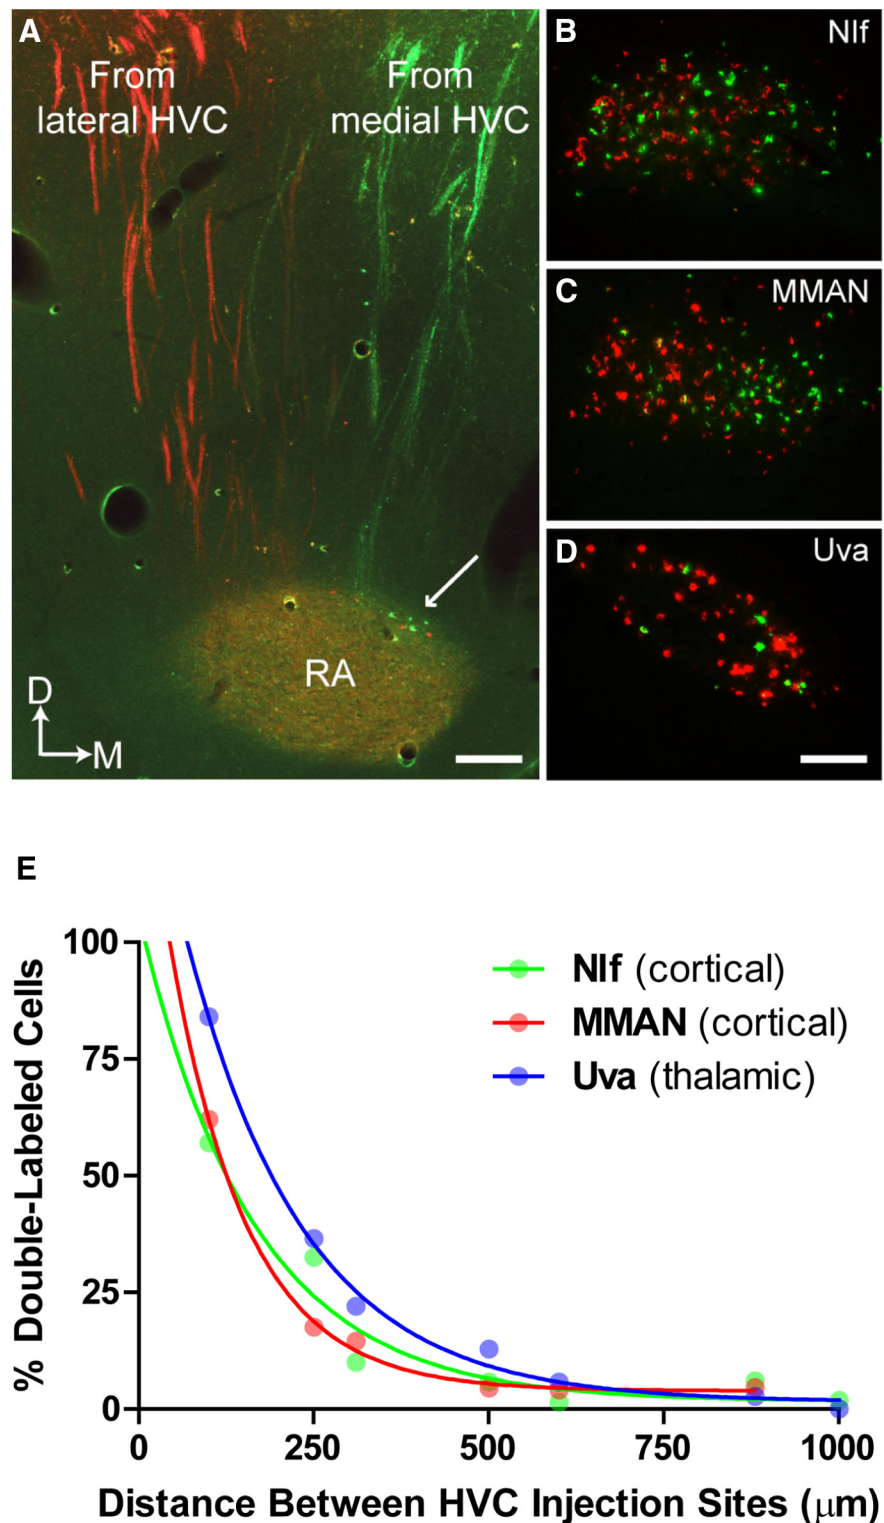 A
From
lateral HVC
From
medial HVC
RA
D
M
B
NIf
C
MMAN
D
Uva
E
% Double-Labeled Cells
100
75
50
25
0
NIf (cortical)
MMAN (cortical)
Uva (thalamic)
0 250 500 750 1000
Distance Between HVC Injection Sites (μm)